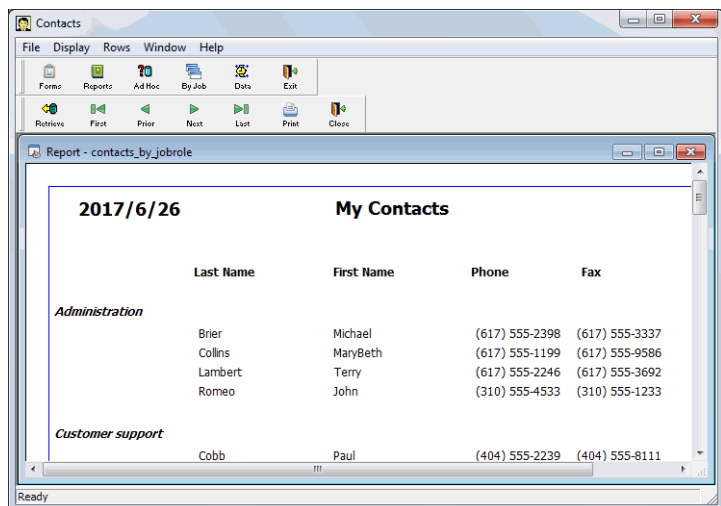 Contacts
File Display Rows Window Help
Forms Reports Ad Hoc By Job Data Exit
Retrieve First Prior Next Last Print Close
Report - contacts_by_jobrole
2017/6/26 My Contacts
Last Name First Name Phone Fax
Administration
Brier Michael (617) 555-2398 (617) 555-3337
Collins MaryBeth (617) 555-1199 (617) 555-9586
Lambert Terry (617) 555-2246 (617) 555-3692
Romeo John (310) 555-4533 (310) 555-1233
Customer support
Cobb Paul (404) 555-2239 (404) 555-8111
Ready